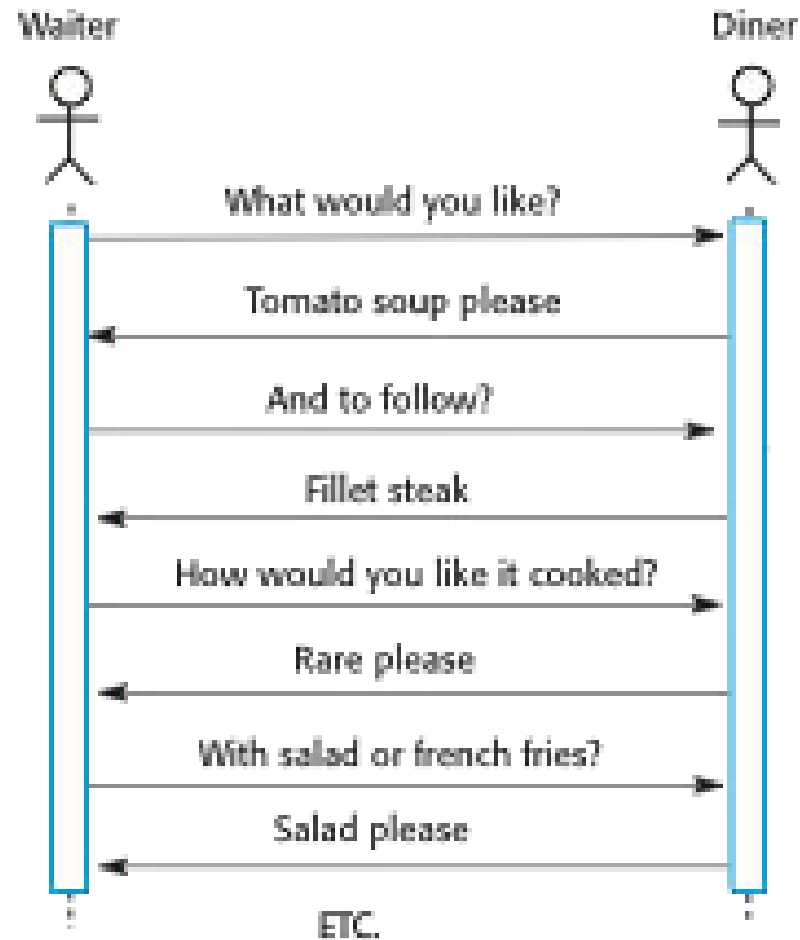 Waiter
Diner
What would you like?
Tomato soup please
And to follow?
Fillet steak
How would you like it cooked?
Rare please
With salad or french fries?
Salad please
ETC.